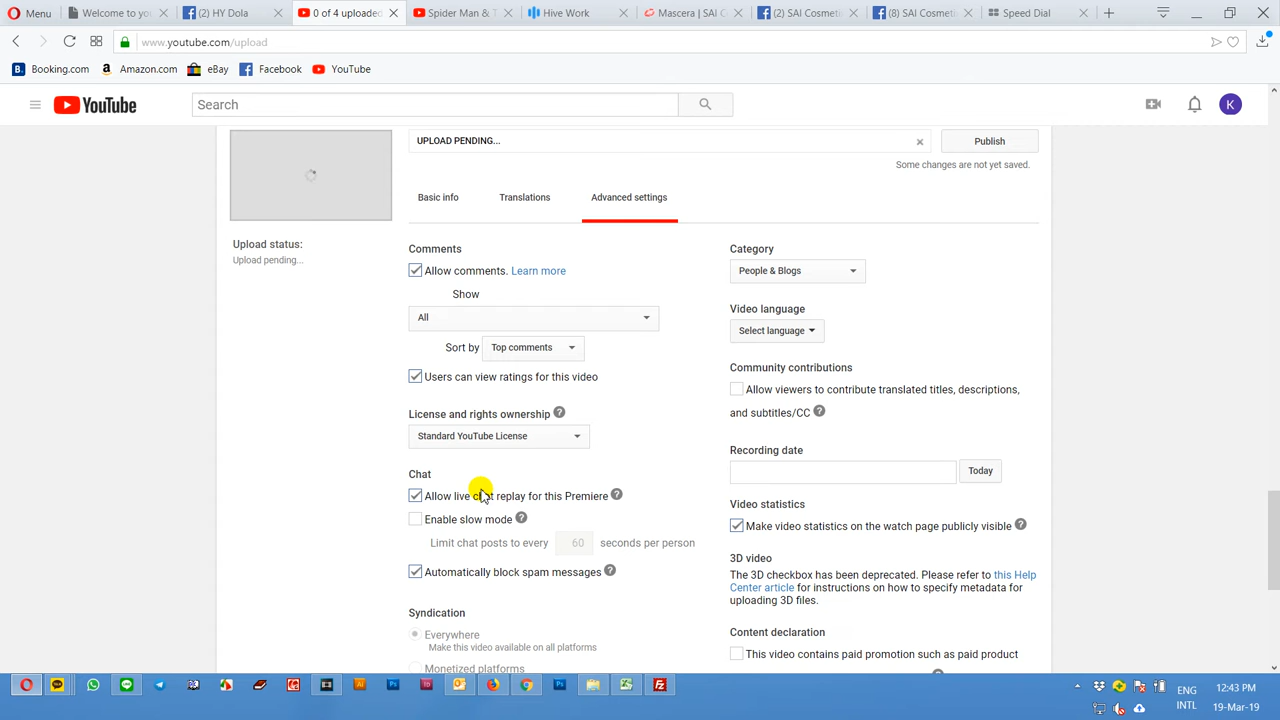 Menu
Welcome to you
(2) HY Dola
0 of 4 uploaded
Spider Man & T
Hive Work
Mascera | SAI C
(2) SAI Cosmeti
(8) SAI Cosmeti
Speed Dial
www.youtube.com/upload
Booking.com
Amazon.com
eBay
Facebook
YouTube
YouTube
Search
K
UPLOAD PENDING...
Publish
Some changes are not yet saved.
Basic info
Translations
Advanced settings
Upload status:
Upload pending...
Comments
Allow comments. Learn more
Show
All
Sort by Top comments
Users can view ratings for this video
License and rights ownership ?
Standard YouTube License
Chat
Allow live chat replay for this Premiere ?
Enable slow mode ?
Limit chat posts to every 60 seconds per person
Automatically block spam messages ?
Syndication
Everywhere
Make this video available on all platforms
Monetized platforms
Category
People & Blogs
Video language
Select language
Community contributions
Allow viewers to contribute translated titles, descriptions,
and subtitles/CC ?
Recording date
Today
Video statistics
Make video statistics on the watch page publicly visible ?
3D video
The 3D checkbox has been deprecated. Please refer to this Help
Center article for instructions on how to specify metadata for
uploading 3D files.
Content declaration
This video contains paid promotion such as paid product
ENG
INTL
12:43 PM
19-Mar-19